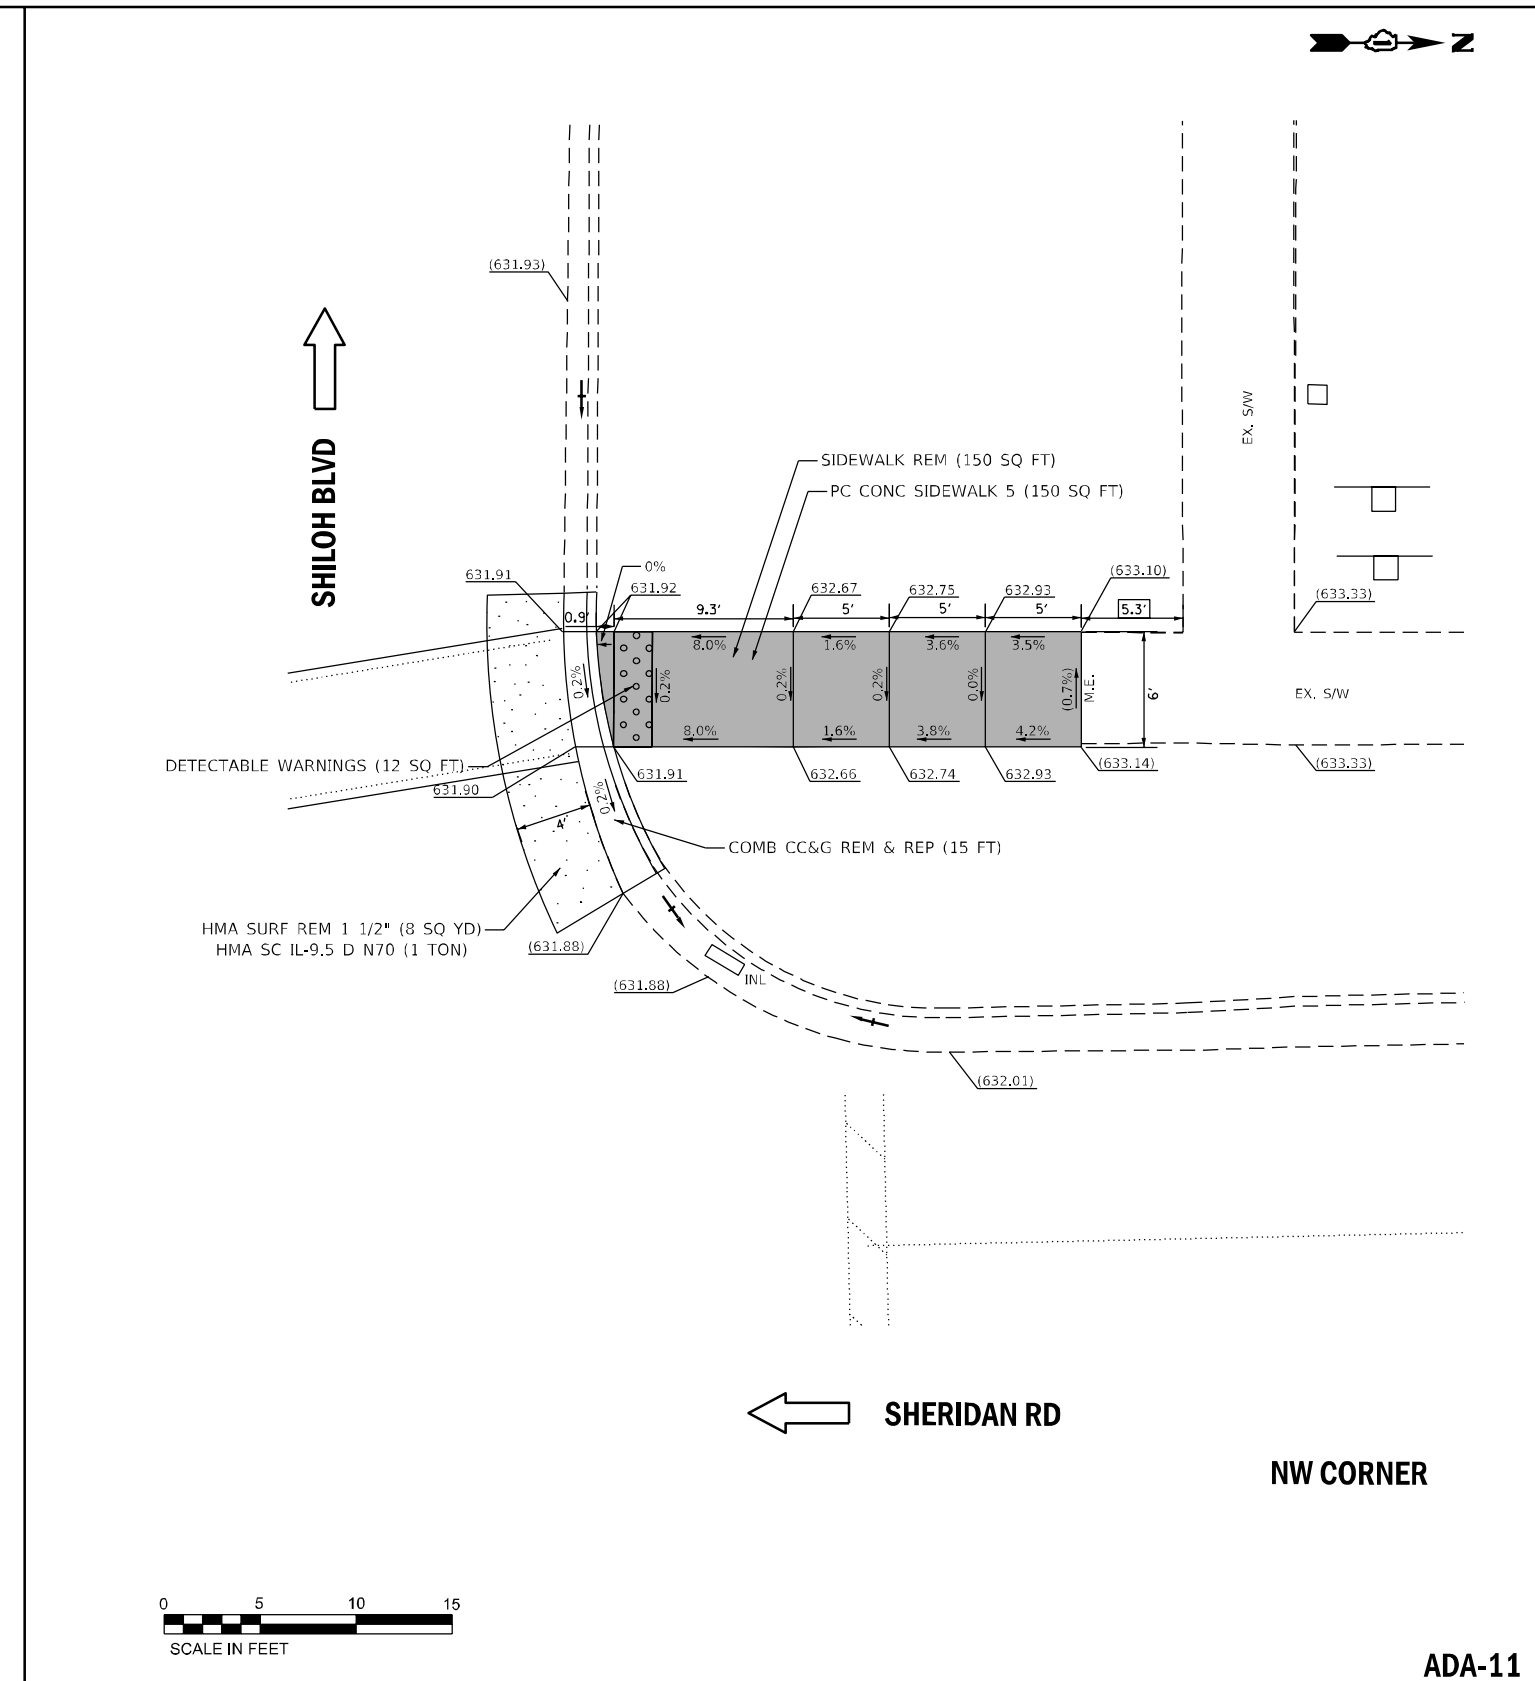 N
(631.93)
SHILOH BLVD
EX. S/W
SIDEWALK REM (150 SQ FT)
PC CONC SIDEWALK 5 (150 SQ FT)
0%
631.91
631.92
632.67
632.75
632.93
(633.10)
(633.33)
0.9'
9.3'
5'
5'
5'
5.3'
8.0%
1.6%
3.6%
3.5%
0.2%
0.2%
0.2%
0.2%
0.0%
(0.7%)
M.E.
6'
EX. S/W
8.0%
1.6%
3.8%
4.2%
DETECTABLE WARNINGS (12 SQ FT)
631.90
631.91
632.66
632.74
632.93
(633.14)
(633.33)
0.2%
4'
COMB CC&G REM & REP (15 FT)
HMA SURF REM 1 1/2" (8 SQ YD)
HMA SC IL-9.5 D N70 (1 TON)
(631.88)
(631.88)
INL
(632.01)
SHERIDAN RD
NW CORNER
0 5 10 15
SCALE IN FEET
ADA-11